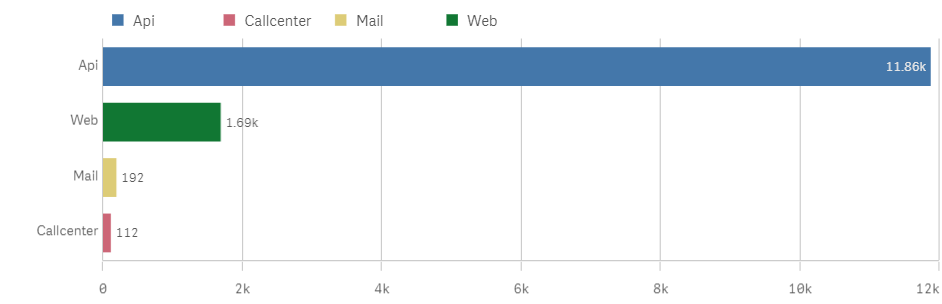 Api Callcenter Mail Web
Api 11.86k
Web 1.69k
Mail 192
Callcenter 112
0 2k 4k 6k 8k 10k 12k